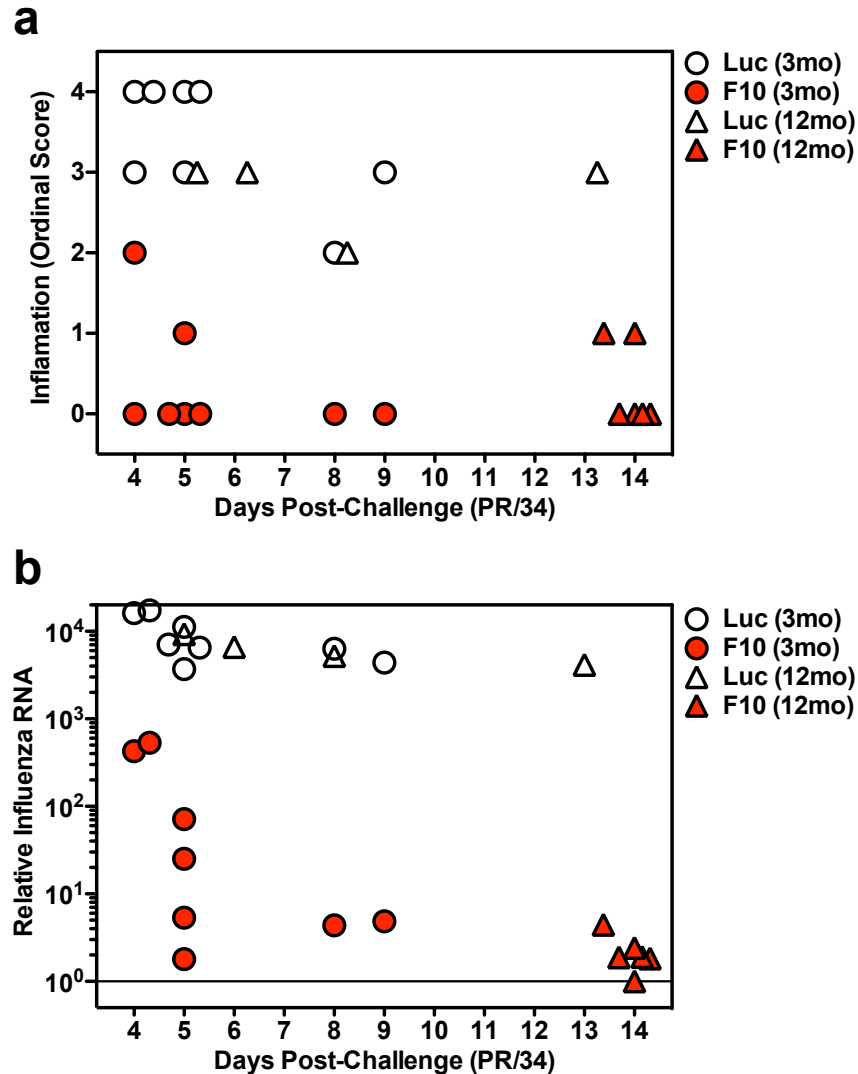 a
Inflamation (Ordinal Score)
4
3
2
1
0
4 5 6 7 8 9 10 11 12 13 14
Days Post-Challenge (PR/34)
Luc (3mo)
F10 (3mo)
Luc (12mo)
F10 (12mo)
b
Relative Influenza RNA
10⁴
10³
10²
10¹
10⁰
4 5 6 7 8 9 10 11 12 13 14
Days Post-Challenge (PR/34)
Luc (3mo)
F10 (3mo)
Luc (12mo)
F10 (12mo)